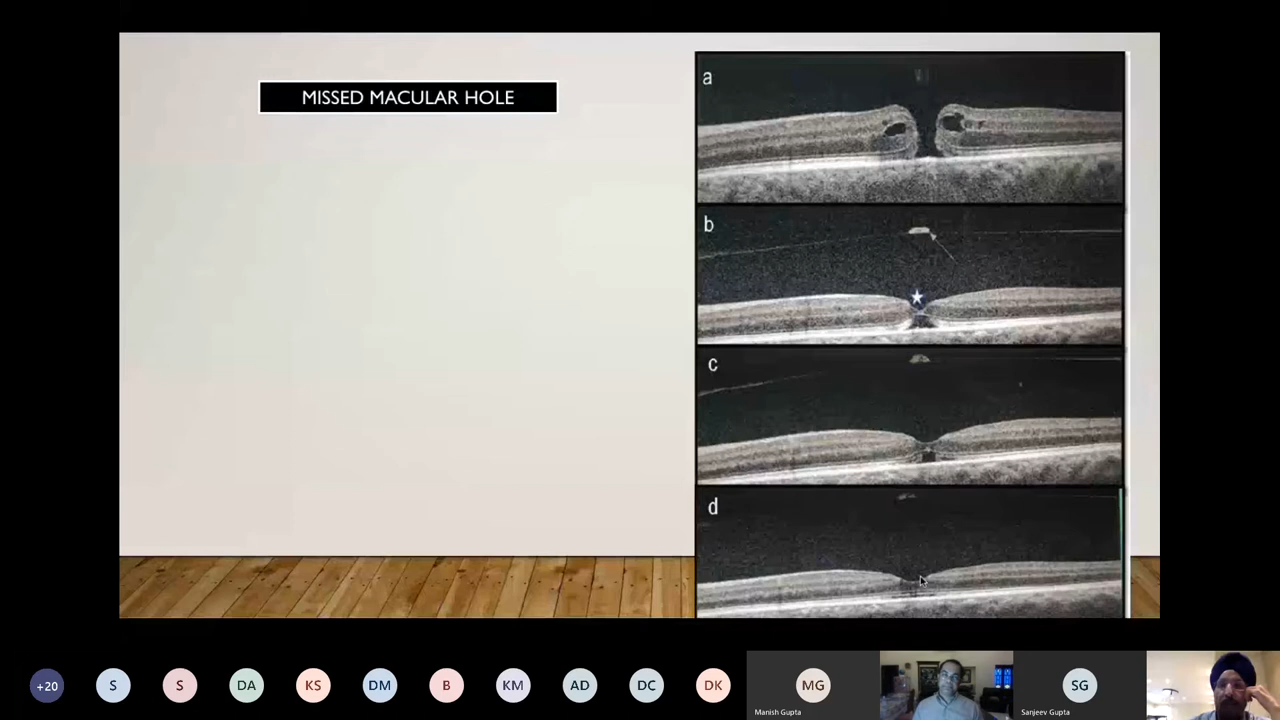 MISSED MACULAR HOLE
a
b
c
d
+20
S
S
DA
KS
DM
B
KM
AD
DC
DK
MG
Manish Gupta
SG
Sanjeev Gupta